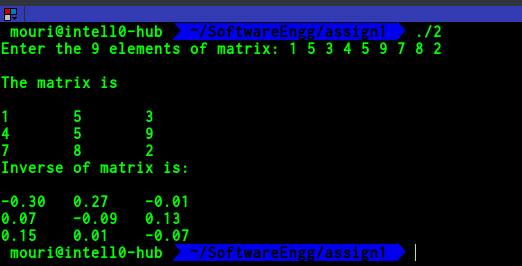 mouri@intell0-hub ~/SoftwareEngg/assign1 ./2
Enter the 9 elements of matrix: 1 5 3 4 5 9 7 8 2
The matrix is
1 5 3
4 5 9
7 8 2
Inverse of matrix is:
-0.30 0.27 -0.01
0.07 -0.09 0.13
0.15 0.01 -0.07
mouri@intell0-hub ~/SoftwareEngg/assign1